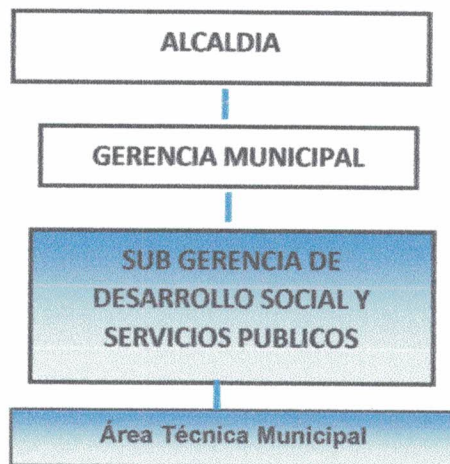 ALCALDIA
GERENCIA MUNICIPAL
SUB GERENCIA DE
DESARROLLO SOCIAL Y
SERVICIOS PUBLICOS
Área Técnica Municipal